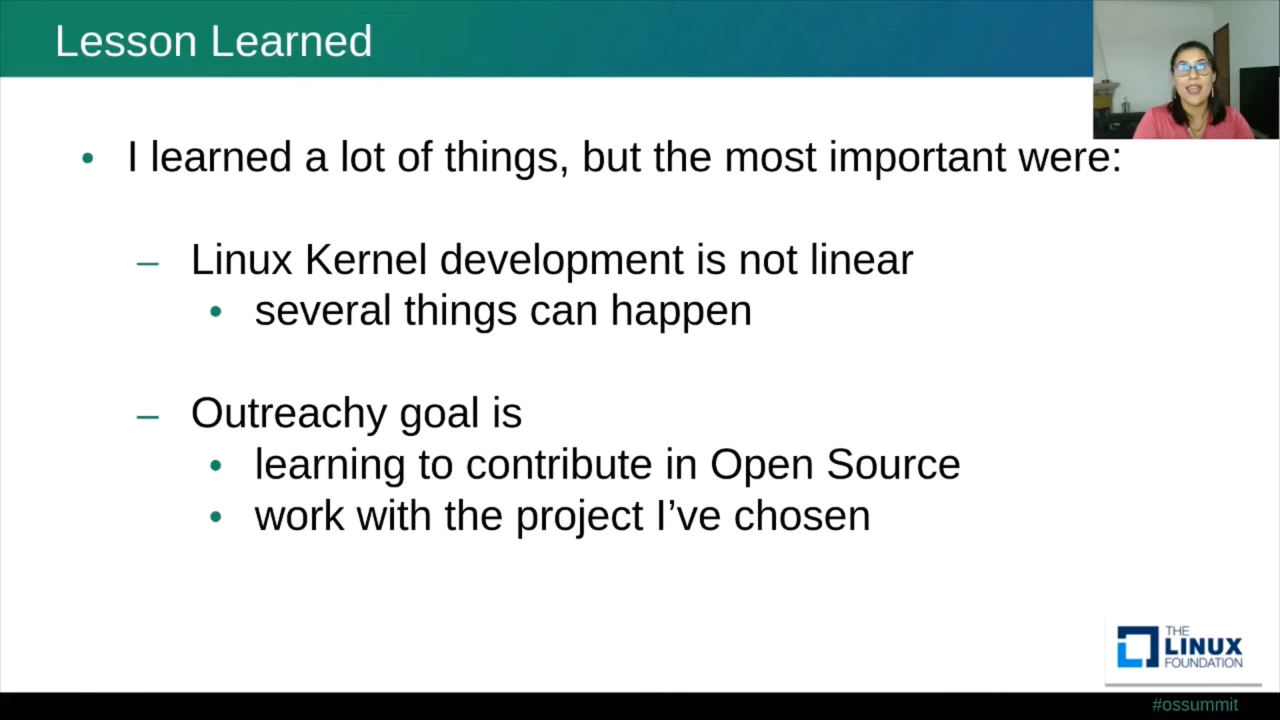 Lesson Learned
• I learned a lot of things, but the most important were:
– Linux Kernel development is not linear
• several things can happen
– Outreachy goal is
• learning to contribute in Open Source
• work with the project I’ve chosen
THE
LINUX
FOUNDATION
#ossummit